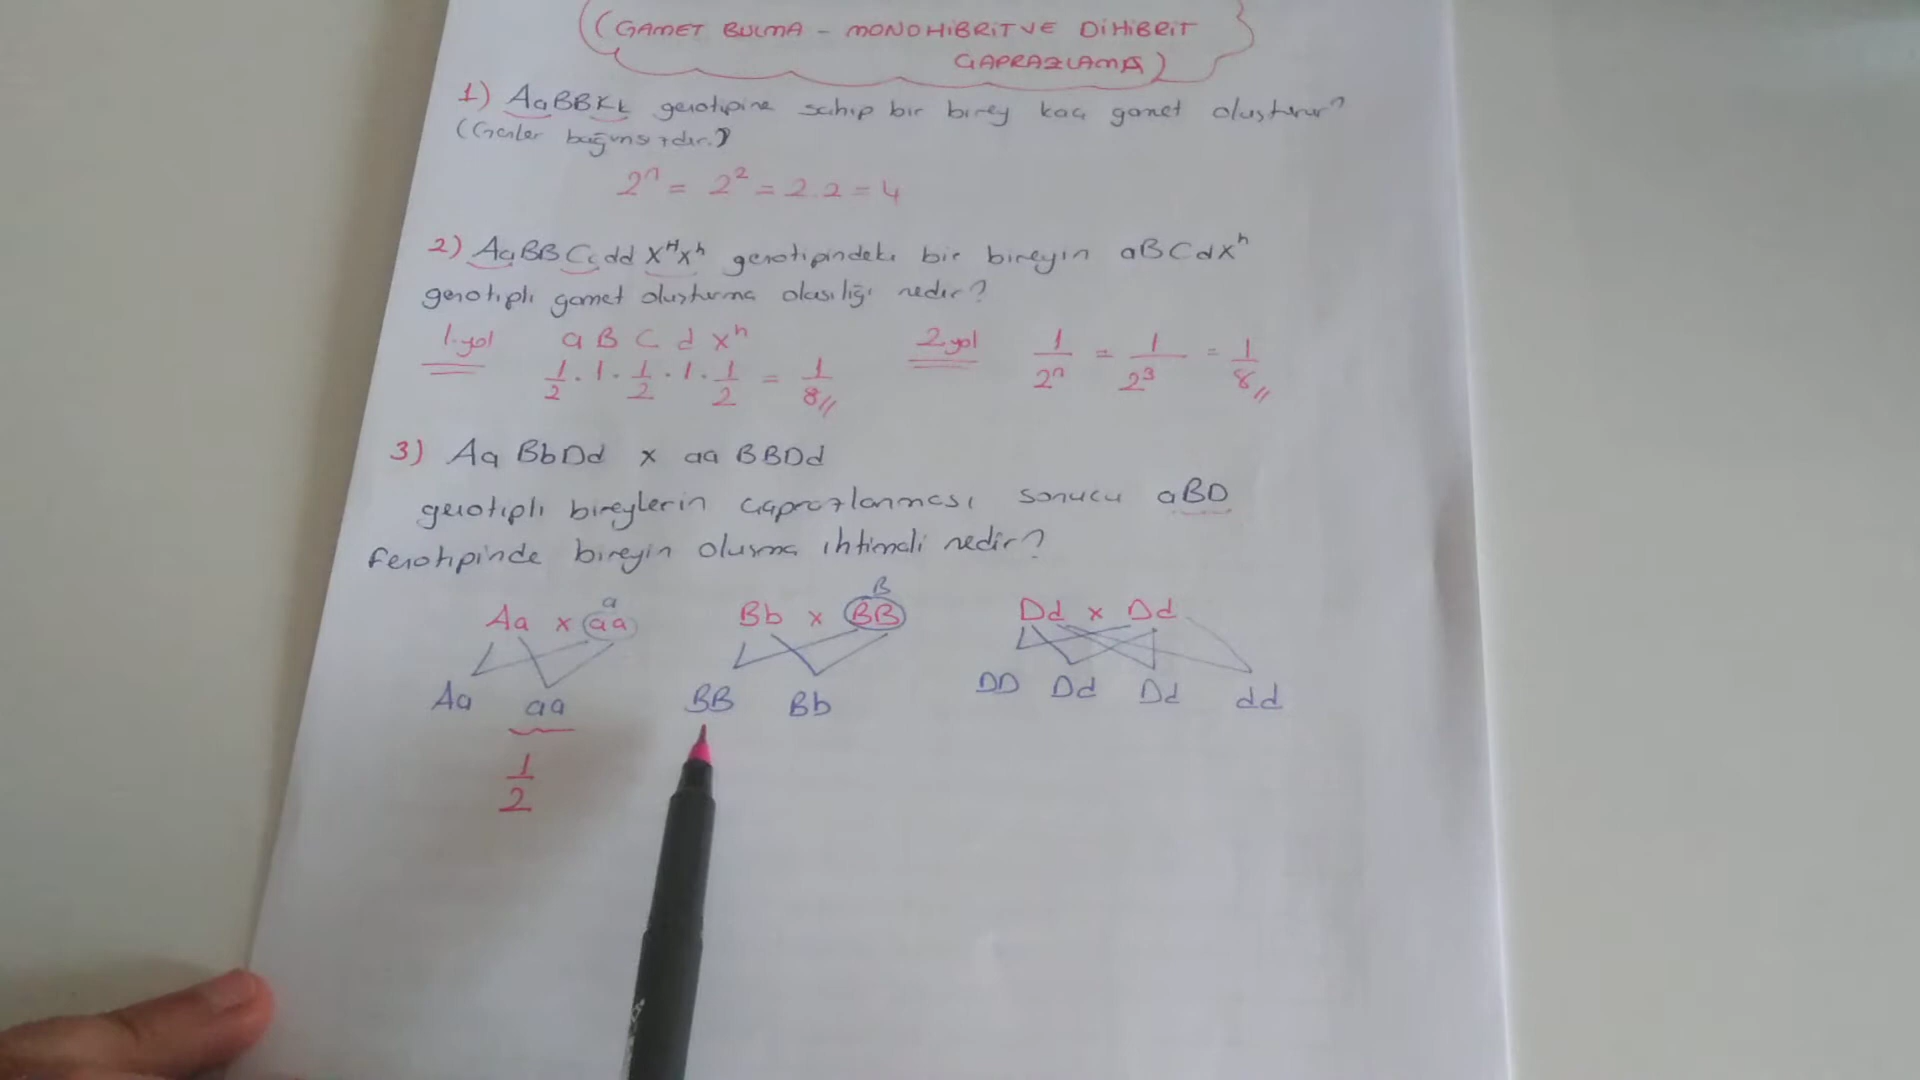 (GAMET BULMA - MONOHİBRİT VE DİHİBRİT
ÇAPRAZLAMA)
1) AaBBKk genotipine sahip bir birey kaç gamet oluşturur?
(Genler bağımsızdır.)
2ⁿ = 2² = 2.2 = 4
2) AaBBCcdd XᴴXʰ genotipindeki bir bireyin aBCdXʰ
genotipli gamet oluşturma olasılığı nedir?
1.yol a B C d Xʰ
1/2 . 1 . 1/2 . 1 . 1/2 = 1/8
2.yol 1/2ⁿ = 1/2³ = 1/8
3) AaBbDd x aaBBDd
genotipli bireylerin çaprazlanması sonucu aBD
fenotipinde bireyin oluşma ihtimali nedir?
a B
Aa x aa Bb x BB Dd x Dd
Aa aa BB Bb DD Dd Dd dd
1/2